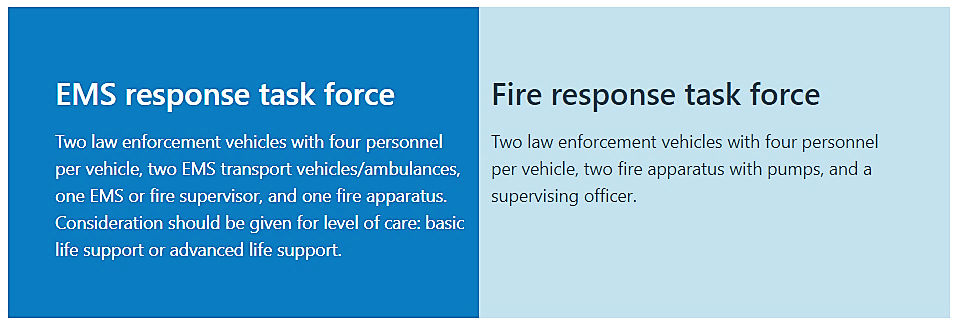 EMS response task force
Two law enforcement vehicles with four personnel
per vehicle, two EMS transport vehicles/ambulances,
one EMS or fire supervisor, and one fire apparatus.
Consideration should be given for level of care: basic
life support or advanced life support.
Fire response task force
Two law enforcement vehicles with four personnel
per vehicle, two fire apparatus with pumps, and a
supervising officer.